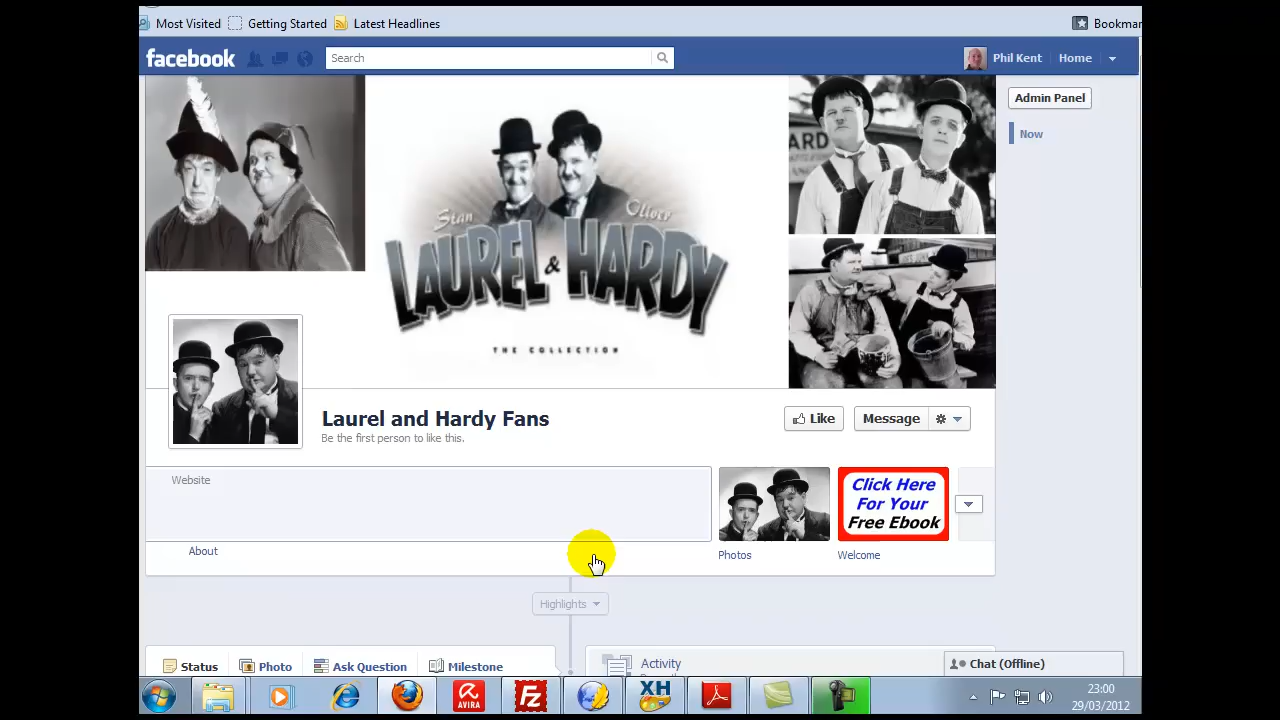 Most Visited Getting Started Latest Headlines
facebook Search Phil Kent Home
Admin Panel
Now
ARD
Stan Oliver
LAUREL & HARDY
THE COLLECTION
Laurel and Hardy Fans
Be the first person to like this.
Like Message
Website
Click Here
For Your
Free Ebook
About
Photos Welcome
Highlights
Status Photo Ask Question Milestone
Activity
Chat (Offline)
XH
23:00
29/03/2012